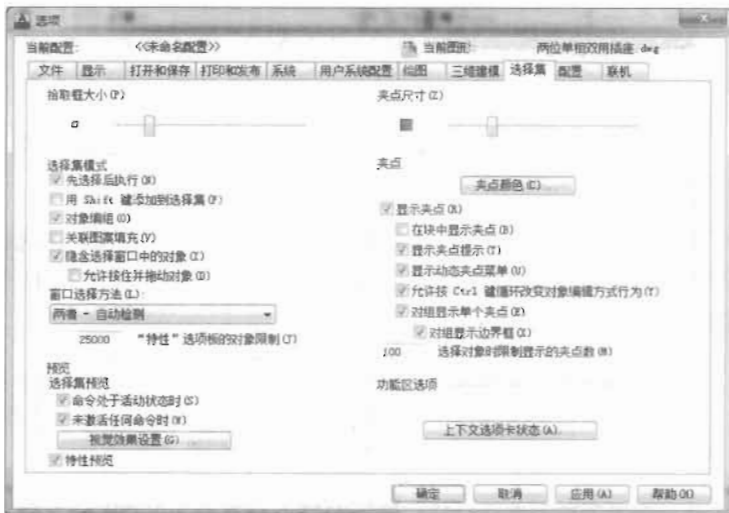 选项
当前配置: <<未命名配置>> 当前图形: 两位单相双用插座.dwg
文件 显示 打开和保存 打印和发布 系统 用户系统配置 绘图 三维建模 选择集 配置 联机
拾取框大小(P)
夹点尺寸(Z)
选择集模式
先选择后执行(N)
用 Shift 键添加到选择集(F)
对象编组(O)
关联图案填充(V)
隐含选择窗口中的对象(I)
允许按住并拖动对象(D)
窗口选择方法(L):
两者 - 自动检测
25000 “特性”选项板的对象限制(J)
预览
选择集预览
命令处于活动状态时(S)
未激活任何命令时(W)
视觉效果设置(G)
特性预览
夹点
夹点颜色(C)...
显示夹点(R)
在块中显示夹点(B)
显示夹点提示(T)
显示动态夹点菜单(U)
允许按 Ctrl 键循环改变对象编辑方式行为(Y)
对组显示单个夹点(E)
对组显示边界框(X)
100 选择对象时限制显示的夹点数(M)
功能区选项
上下文选项卡状态(A)...
确定 取消 应用(A) 帮助(H)